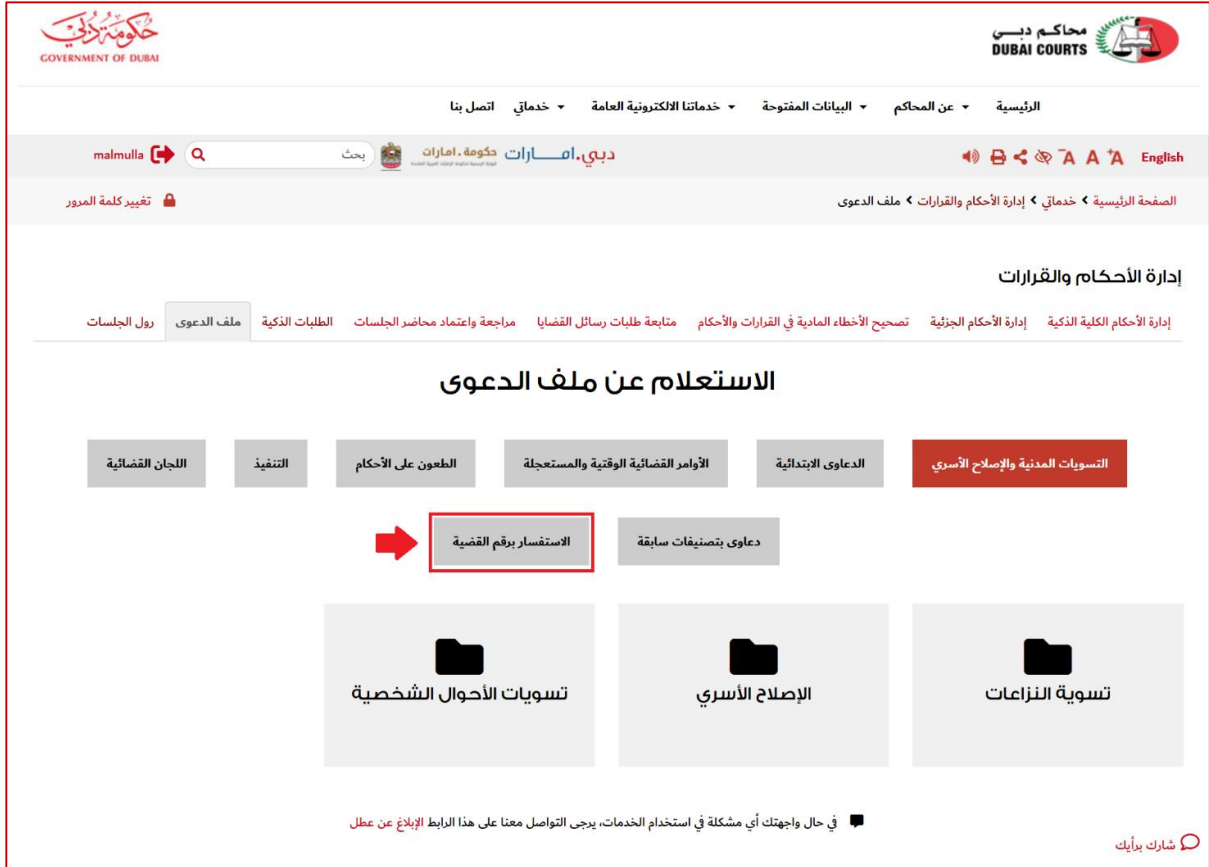 حكومة دبي
GOVERNMENT OF DUBAI
محاكم دبي
DUBAI COURTS
الرئيسية عن المحاكم البيانات المفتوحة خدماتنا الالكترونية العامة خدماتي اتصل بنا
English A+ A A- دبي.امارات حكومة.امارات بحث malmulla
الصفحة الرئيسية › خدماتي › إدارة الأحكام والقرارات › ملف الدعوى تغيير كلمة المرور
إدارة الأحكام والقرارات
إدارة الأحكام الكلية الذكية إدارة الأحكام الجزئية تصحيح الأخطاء المادية في القرارات والأحكام متابعة طلبات رسائل القضايا مراجعة واعتماد محاضر الجلسات الطلبات الذكية ملف الدعوى رول الجلسات
الاستعلام عن ملف الدعوى
التسويات المدنية والإصلاح الأسري الدعاوى الابتدائية الأوامر القضائية الوقتية والمستعجلة الطعون على الأحكام التنفيذ اللجان القضائية
دعاوى بتصنيفات سابقة الاستفسار برقم القضية
تسوية النزاعات الإصلاح الأسري تسويات الأحوال الشخصية
في حال واجهتك أي مشكلة في استخدام الخدمات، يرجى التواصل معنا على هذا الرابط الإبلاغ عن عطل
شارك برأيك